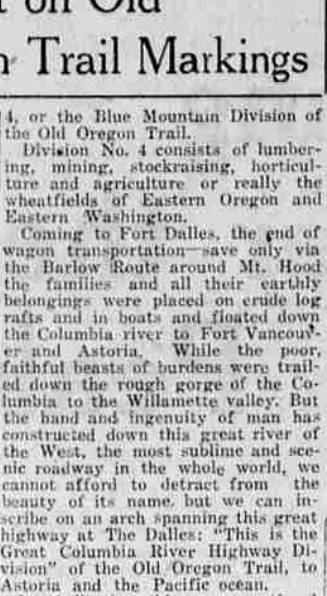 t on Old
n Trail Markings
4, or the Blue Mountain Division of
the Old Oregon Trail.
Division No. 4 consists of lumber-
ing, mining, stockraising, horticul-
ture and agriculture or really the
wheatfields of Eastern Oregon and
Eastern Washington.
Coming to Fort Dalles, the end of
wagon transportation—save only via
the Barlow Route around Mt. Hood
the families and all their earthly
belongings were placed on crude log
rafts and in boats and floated down
the Columbia river to Fort Vancouv-
er and Astoria. While the poor,
faithful beasts of burdens were trail-
ed down the rough gorge of the Co-
lumbia to the Willamette valley. But
the hand and ingenuity of man has
constructed down this great river of
the West, the most sublime and sce-
nic roadway in the whole world, we
cannot afford to detract from the
beauty of its name, but we can in-
scribe on an arch spanning this great
highway at The Dalles: "This is the
Great Columbia River Highway Di-
vision" of the Old Oregon Trail, to
Astoria and the Pacific ocean.